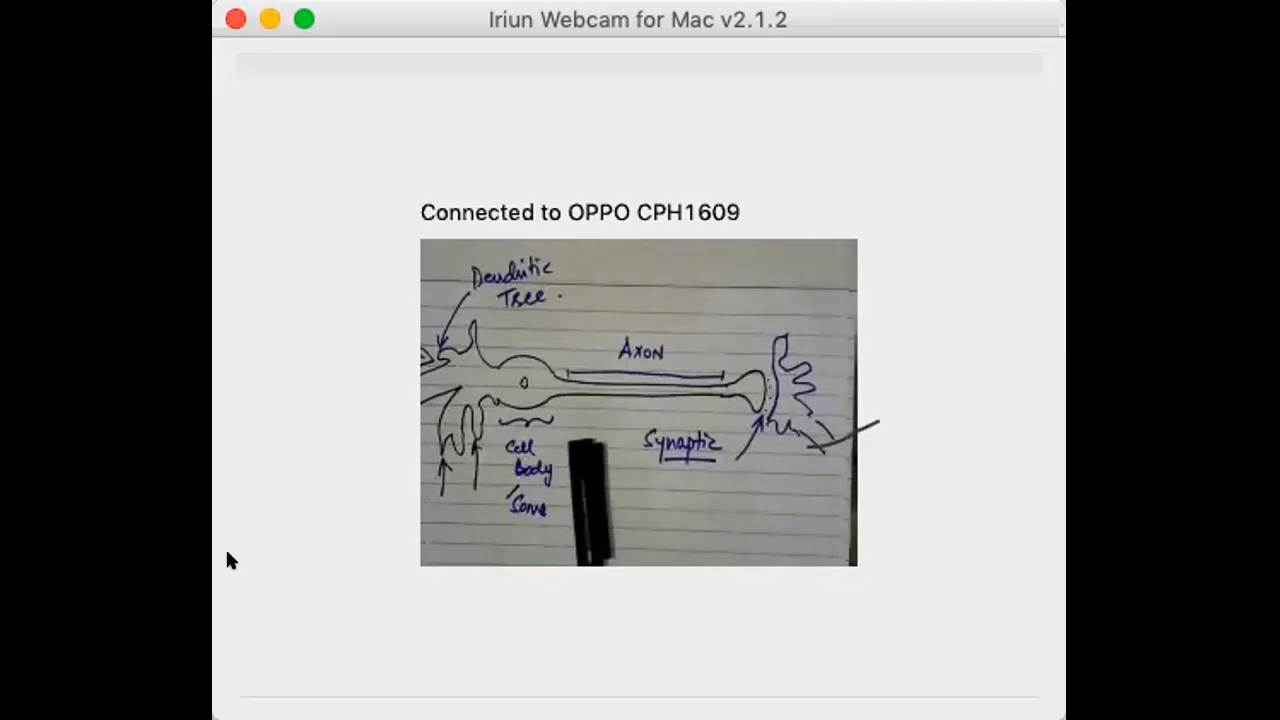 Iriun Webcam for Mac v2.1.2
Connected to OPPO CPH1609
Dendritic
Tree.
AXON
Synaptic
Cell
Body
/Soma